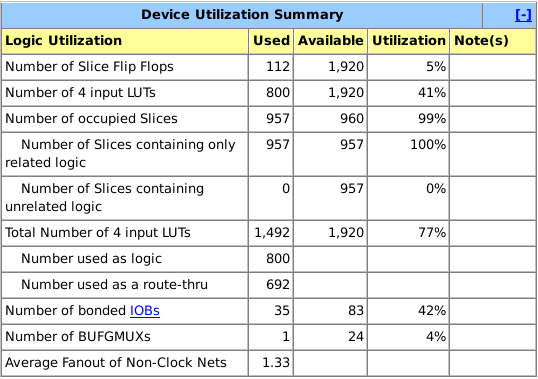 Device Utilization Summary [-]
Logic Utilization Used Available Utilization Note(s)
Number of Slice Flip Flops 112 1,920 5%
Number of 4 input LUTs 800 1,920 41%
Number of occupied Slices 957 960 99%
Number of Slices containing only
related logic 957 957 100%
Number of Slices containing
unrelated logic 0 957 0%
Total Number of 4 input LUTs 1,492 1,920 77%
Number used as logic 800
Number used as a route-thru 692
Number of bonded IOBs 35 83 42%
Number of BUFGMUXs 1 24 4%
Average Fanout of Non-Clock Nets 1.33